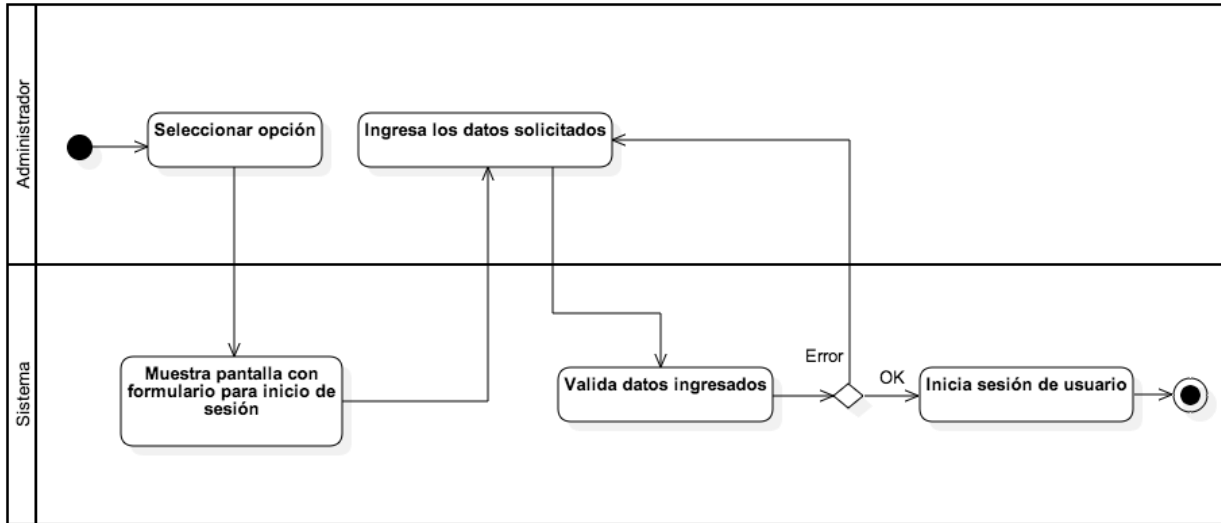 Administrador
Seleccionar opción
Ingresa los datos solicitados
Sistema
Muestra pantalla con
formulario para inicio de
sesión
Valida datos ingresados
Error
OK
Inicia sesión de usuario